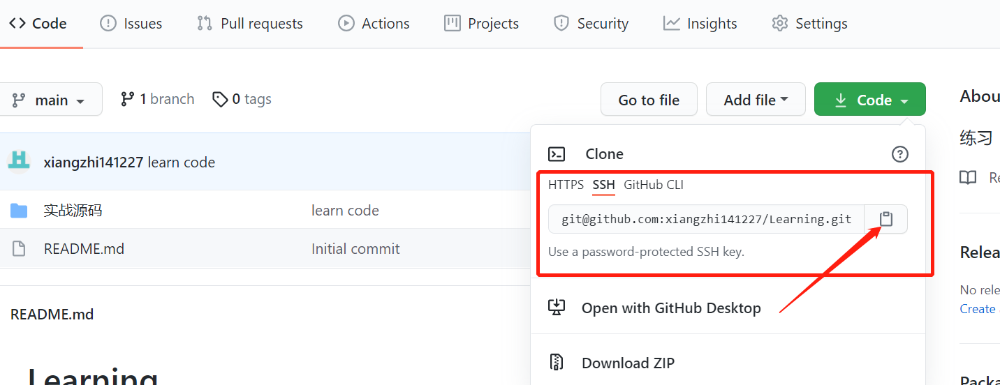 Code Issues Pull requests Actions Projects Security Insights Settings
main 1 branch 0 tags Go to file Add file Code
xiangzhi141227 learn code
实战源码 learn code
README.md Initial commit
README.md
Learning
Clone
HTTPS SSH GitHub CLI
git@github.com:xiangzhi141227/Learning.git
Use a password-protected SSH key.
Open with GitHub Desktop
Download ZIP
Abou
练习
Re
Relea
No rele
Create
Packa